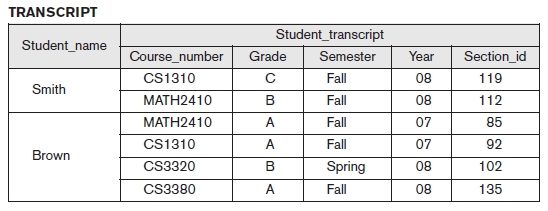 TRANSCRIPT
Student_name Student_transcript
Course_number Grade Semester Year Section_id
Smith
CS1310 C Fall 08 119
MATH2410 B Fall 08 112
Brown
MATH2410 A Fall 07 85
CS1310 A Fall 07 92
CS3320 B Spring 08 102
CS3380 A Fall 08 135